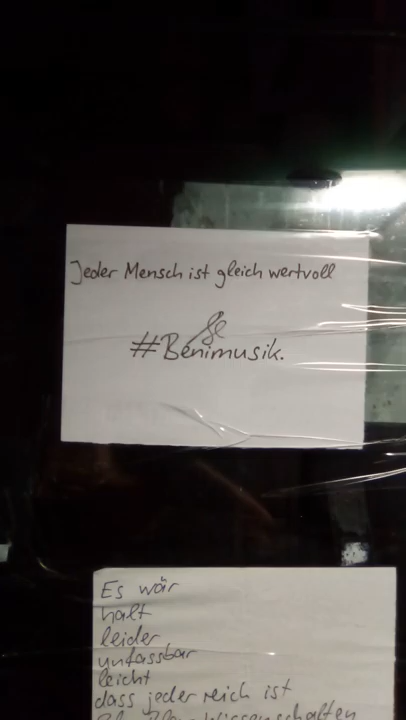 Jeder Mensch ist gleich wertvoll
#Benimusik.
Es wär
halt
leider
unfassbar
leicht
dass jeder reich ist